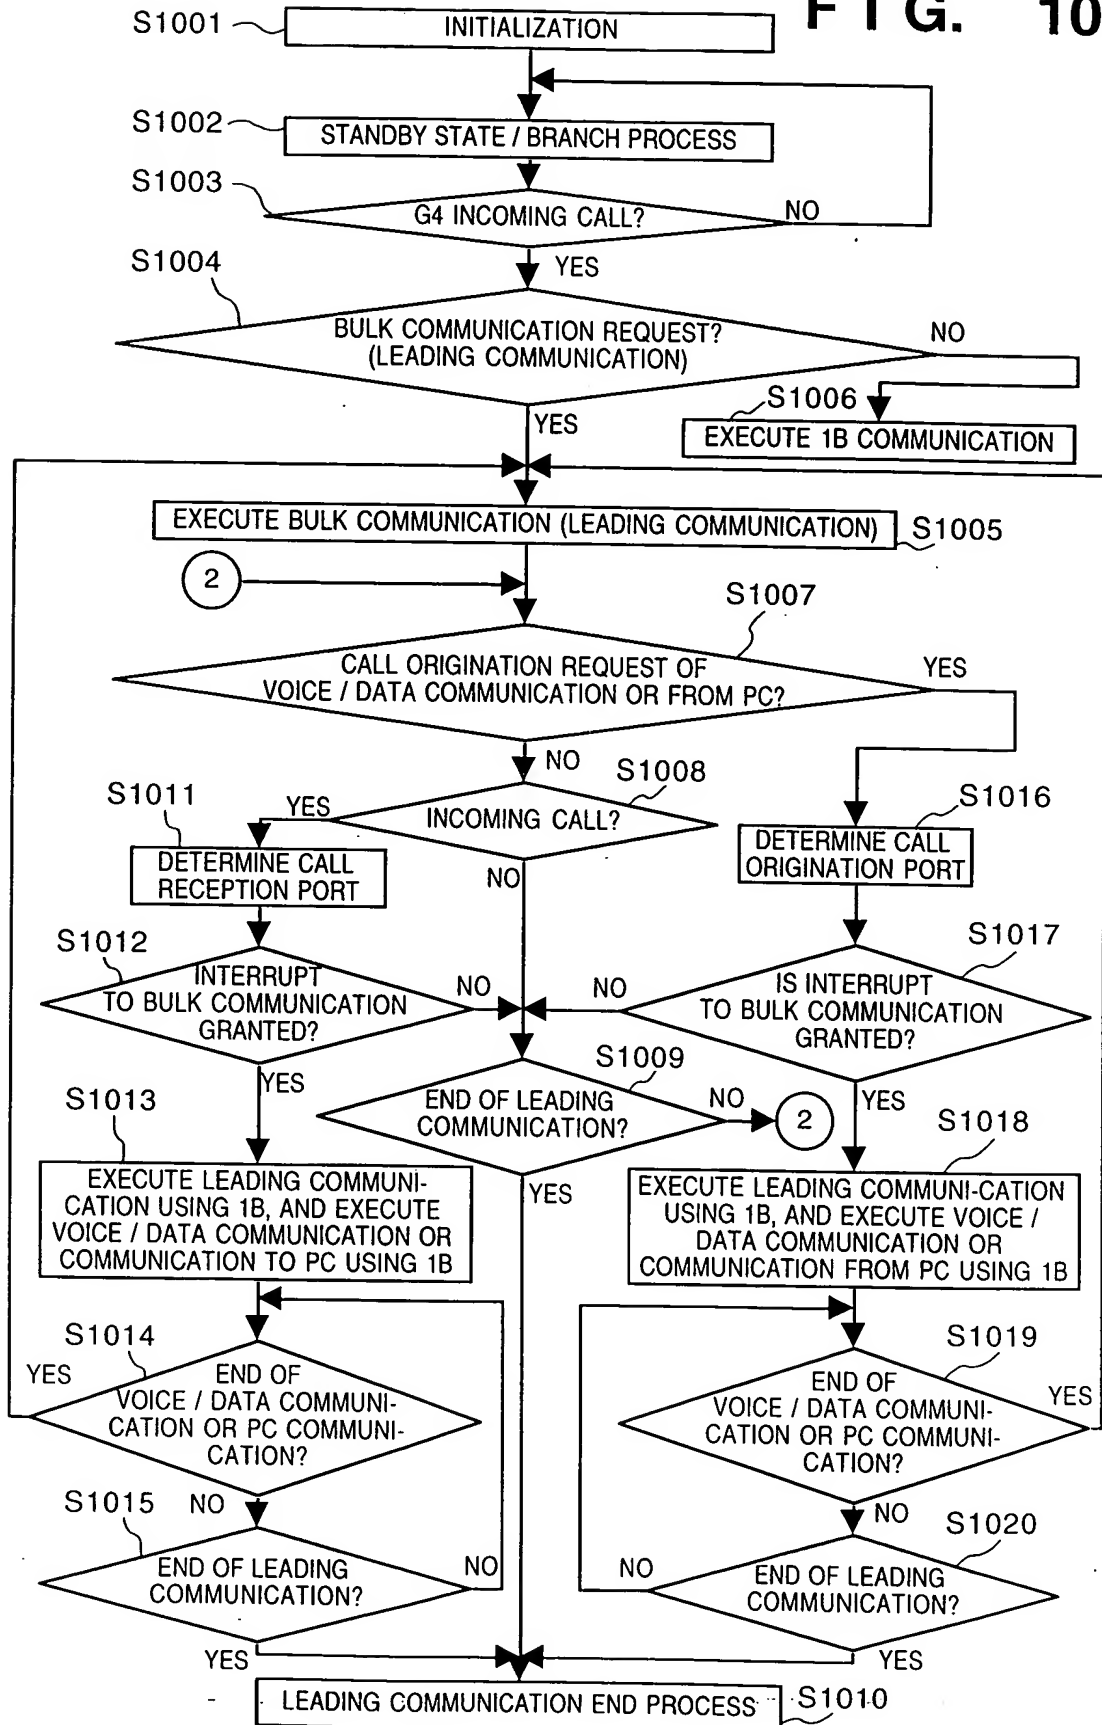 FIG. 10
S1001
INITIALIZATION
S1002
STANDBY STATE / BRANCH PROCESS
S1003
G4 INCOMING CALL?
NO
YES
S1004
BULK COMMUNICATION REQUEST?
(LEADING COMMUNICATION)
NO
YES
S1006
EXECUTE 1B COMMUNICATION
EXECUTE BULK COMMUNICATION (LEADING COMMUNICATION)
S1005
2
S1007
CALL ORIGINATION REQUEST OF
VOICE / DATA COMMUNICATION OR FROM PC?
YES
NO
S1008
INCOMING CALL?
YES
NO
S1011
DETERMINE CALL
RECEPTION PORT
S1016
DETERMINE CALL
ORIGINATION PORT
S1012
INTERRUPT
TO BULK COMMUNICATION
GRANTED?
NO
YES
S1017
IS INTERRUPT
TO BULK COMMUNICATION
GRANTED?
NO
YES
S1009
END OF LEADING
COMMUNICATION?
NO
2
YES
S1013
EXECUTE LEADING COMMUNI-
CATION USING 1B, AND EXECUTE
VOICE / DATA COMMUNICATION OR
COMMUNICATION TO PC USING 1B
S1018
EXECUTE LEADING COMMUNI-CATION
USING 1B, AND EXECUTE VOICE /
DATA COMMUNICATION OR
COMMUNICATION FROM PC USING 1B
S1014
YES
END OF
VOICE / DATA COMMUNI-
CATION OR PC COMMUNI-
CATION?
NO
S1019
END OF
VOICE / DATA COMMUNI-
CATION OR PC COMMUNI-
CATION?
YES
NO
S1015
END OF LEADING
COMMUNICATION?
NO
YES
S1020
END OF LEADING
COMMUNICATION?
NO
YES
LEADING COMMUNICATION END PROCESS
S1010